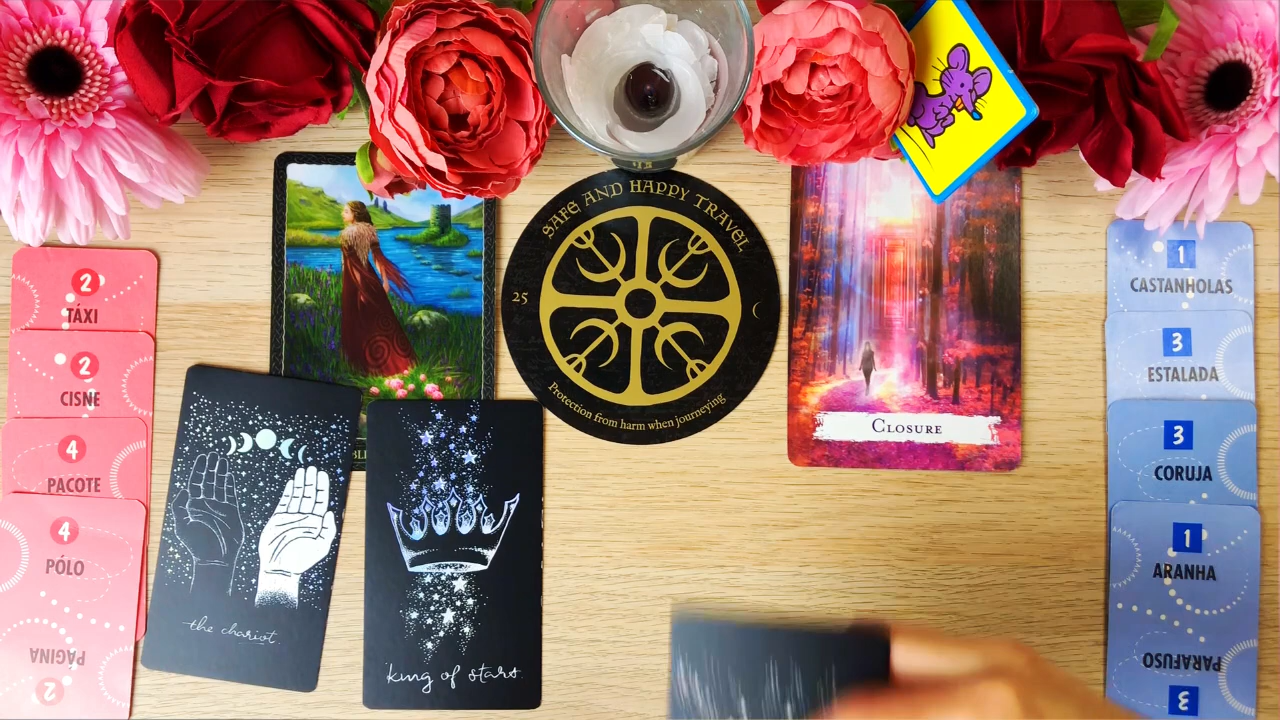 2
TÁXI
2
CISNE
4
PACOTE
4
PÓLO
PÁGINA
2
the chariot.
king of stars.
SAFE AND HAPPY TRAVEL
25
Protection from harm when journeying
CLOSURE
1
CASTANHOLAS
3
ESTALADA
3
CORUJA
1
ARANHA
PARAFUSO
3